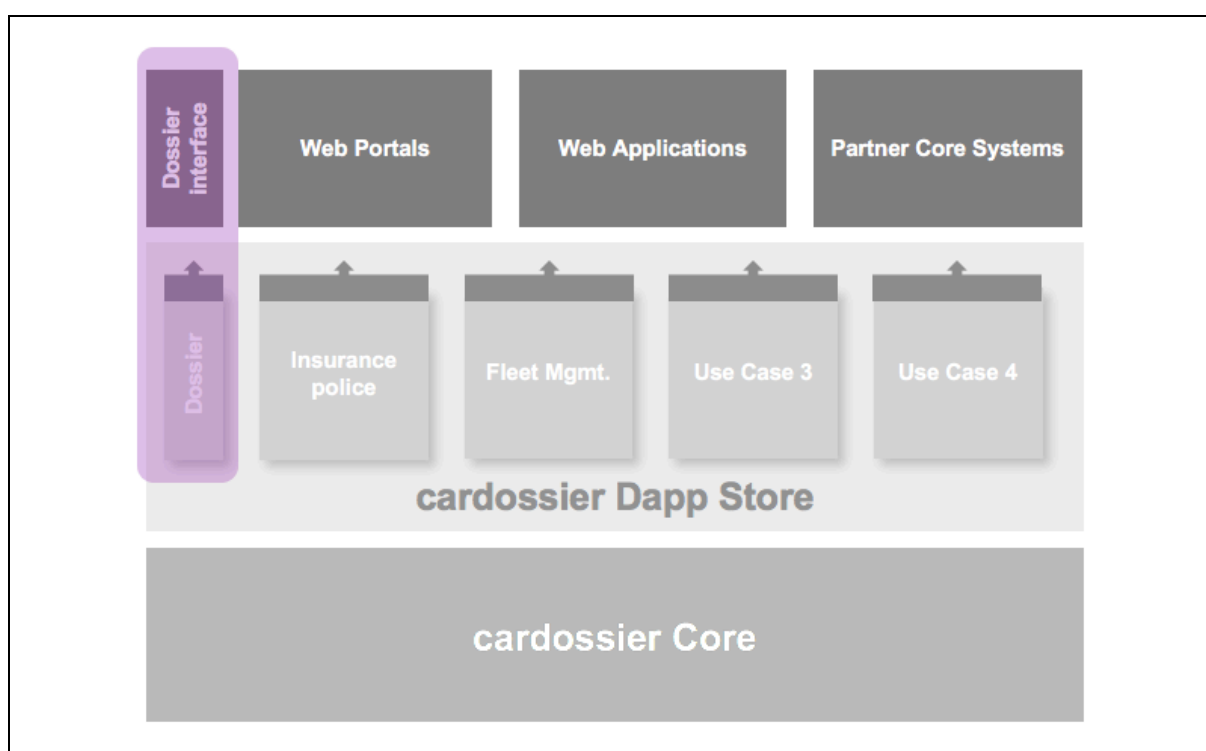 Dossier
interface
Web Portals
Web Applications
Partner Core Systems
Dossier
Insurance
police
Fleet Mgmt.
Use Case 3
Use Case 4
cardossier Dapp Store
cardossier Core